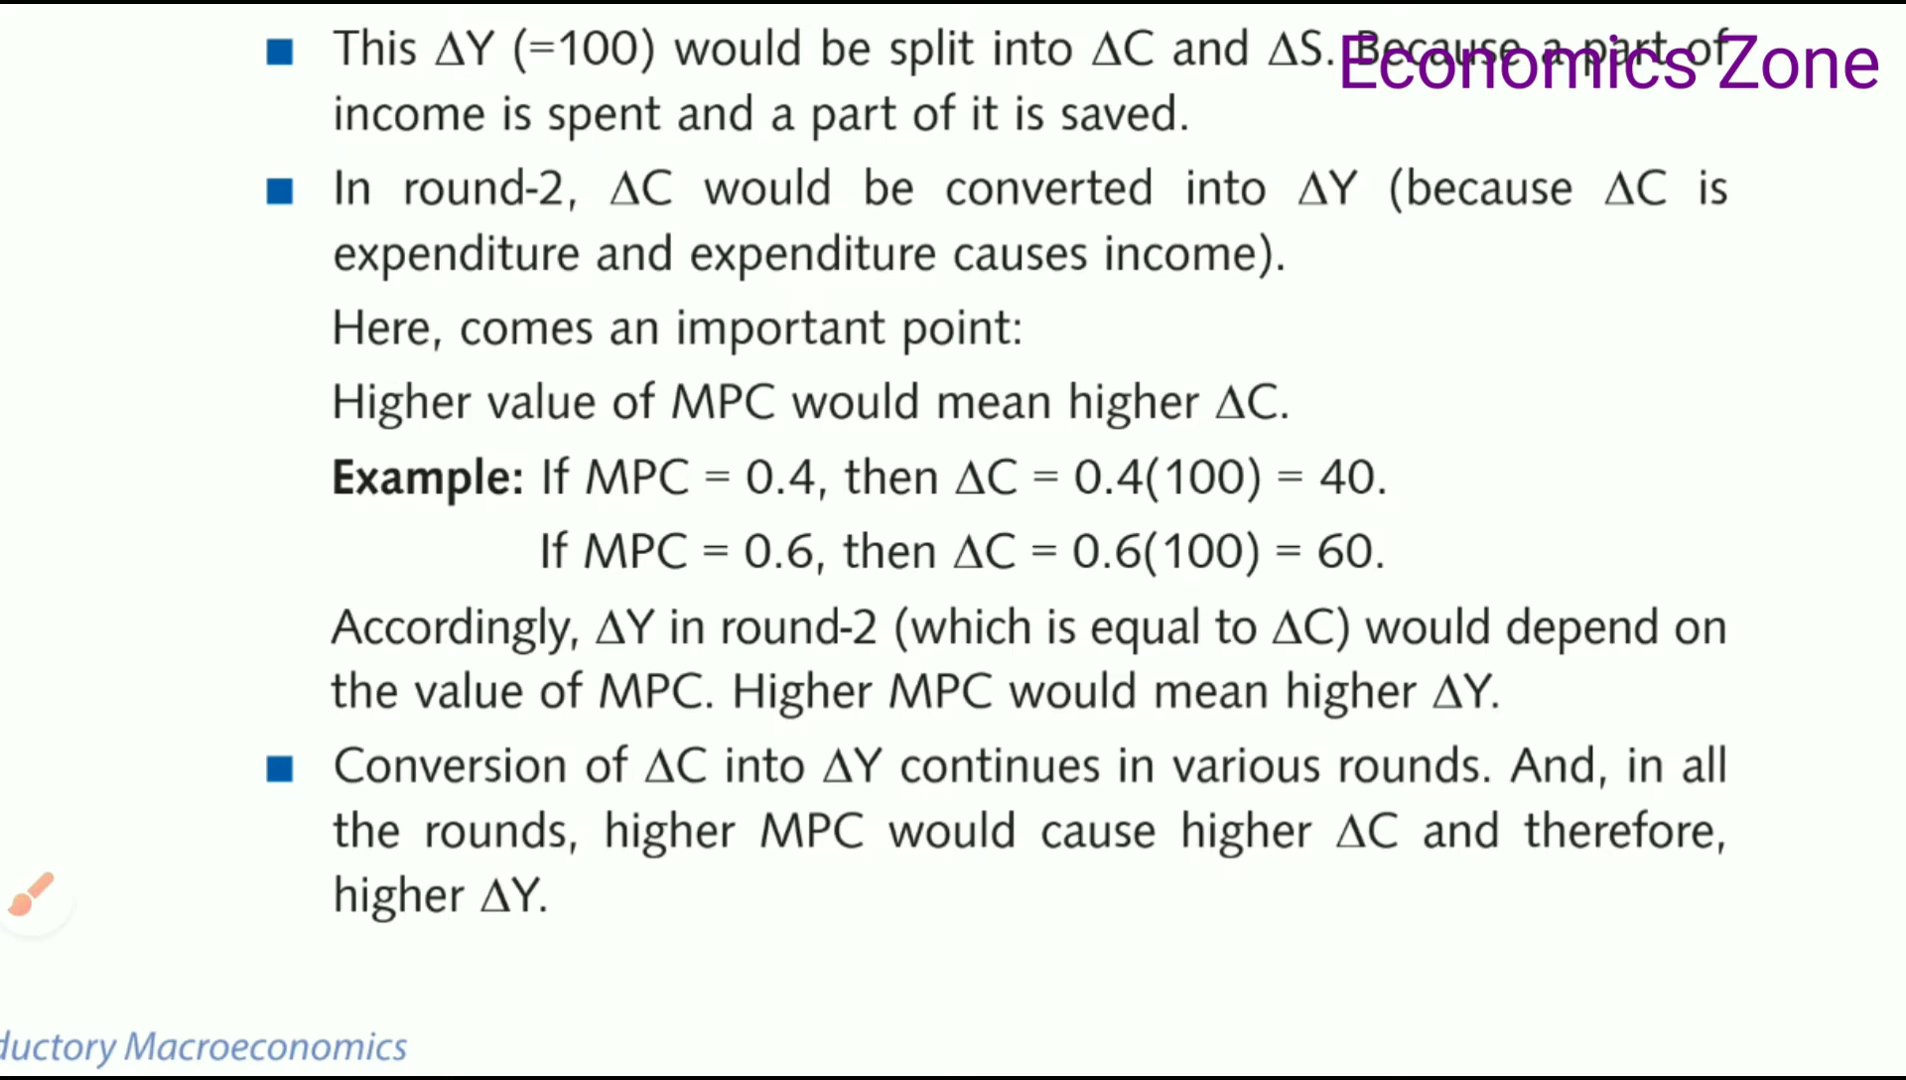 ■ This ΔY (=100) would be split into ΔC and ΔS. Because a part of
Economics Zone
income is spent and a part of it is saved.
■ In round-2, ΔC would be converted into ΔY (because ΔC is
expenditure and expenditure causes income).
Here, comes an important point:
Higher value of MPC would mean higher ΔC.
Example: If MPC = 0.4, then ΔC = 0.4(100) = 40.
If MPC = 0.6, then ΔC = 0.6(100) = 60.
Accordingly, ΔY in round-2 (which is equal to ΔC) would depend on
the value of MPC. Higher MPC would mean higher ΔY.
■ Conversion of ΔC into ΔY continues in various rounds. And, in all
the rounds, higher MPC would cause higher ΔC and therefore,
higher ΔY.
ductory Macroeconomics